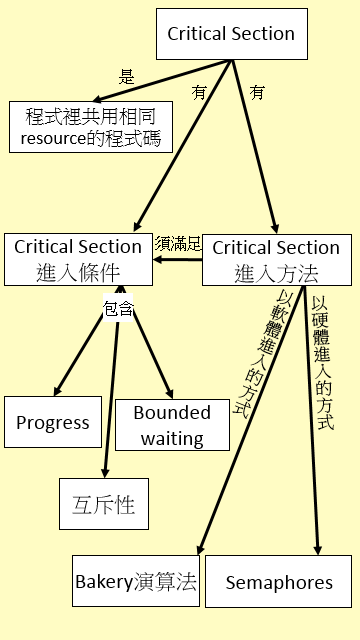 Critical Section
是
有
有
程式裡共用相同
resource的程式碼
Critical Section
進入條件
須滿足
Critical Section
進入方法
包含
以軟體進入的方式
以硬體進入的方式
Progress
Bounded
waiting
互斥性
Bakery演算法
Semaphores